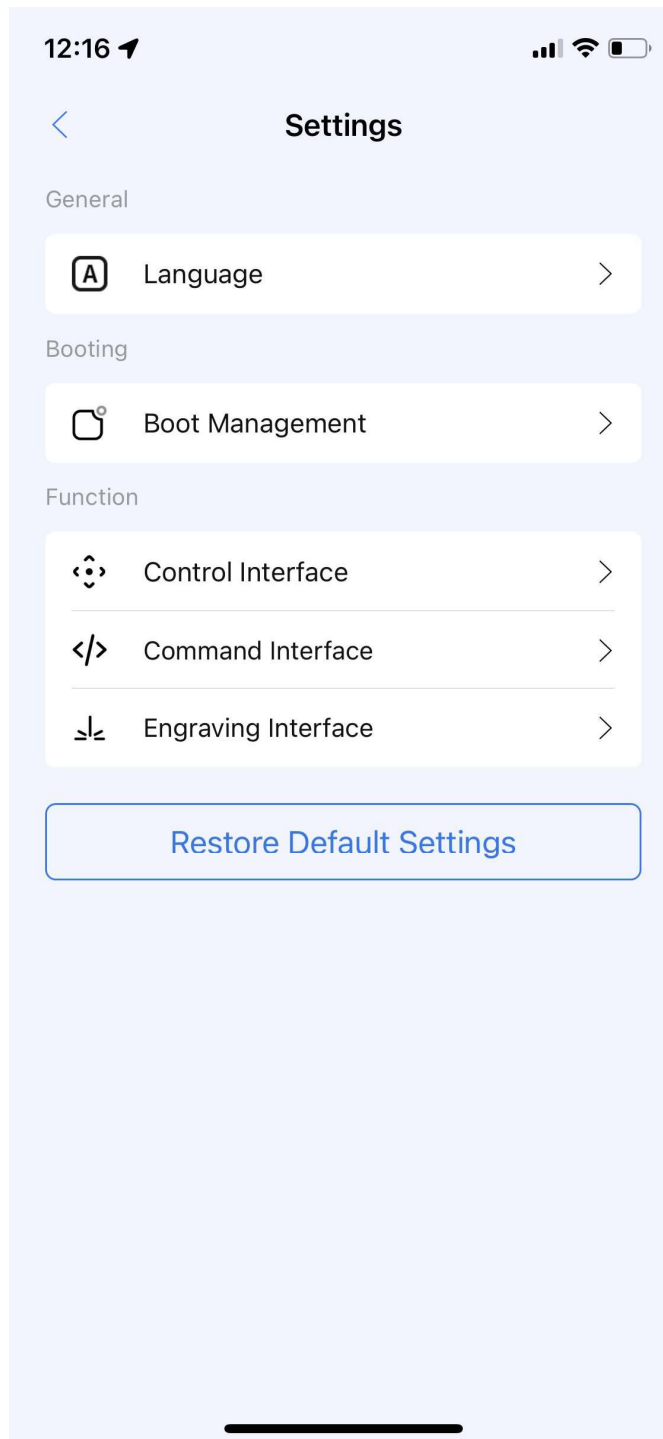 12:16
Settings
General
A Language
Booting
Boot Management
Function
Control Interface
</> Command Interface
Engraving Interface
Restore Default Settings